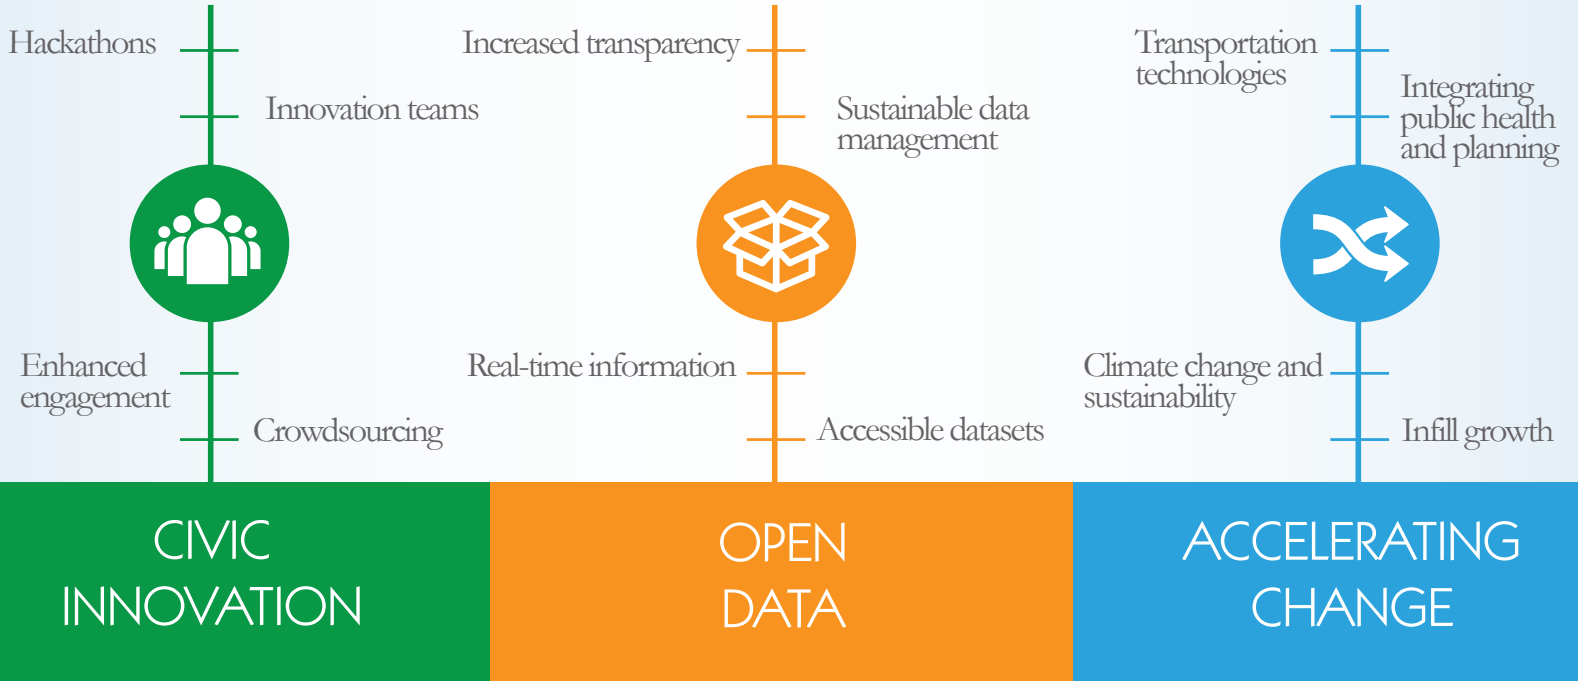 Hackathons
Innovation teams
Enhanced
engagement
Crowdsourcing
CIVIC
INNOVATION
Increased transparency
Sustainable data
management
Real-time information
Accessible datasets
OPEN
DATA
Transportation
technologies
Integrating
public health
and planning
Climate change and
sustainability
Infill growth
ACCELERATING
CHANGE